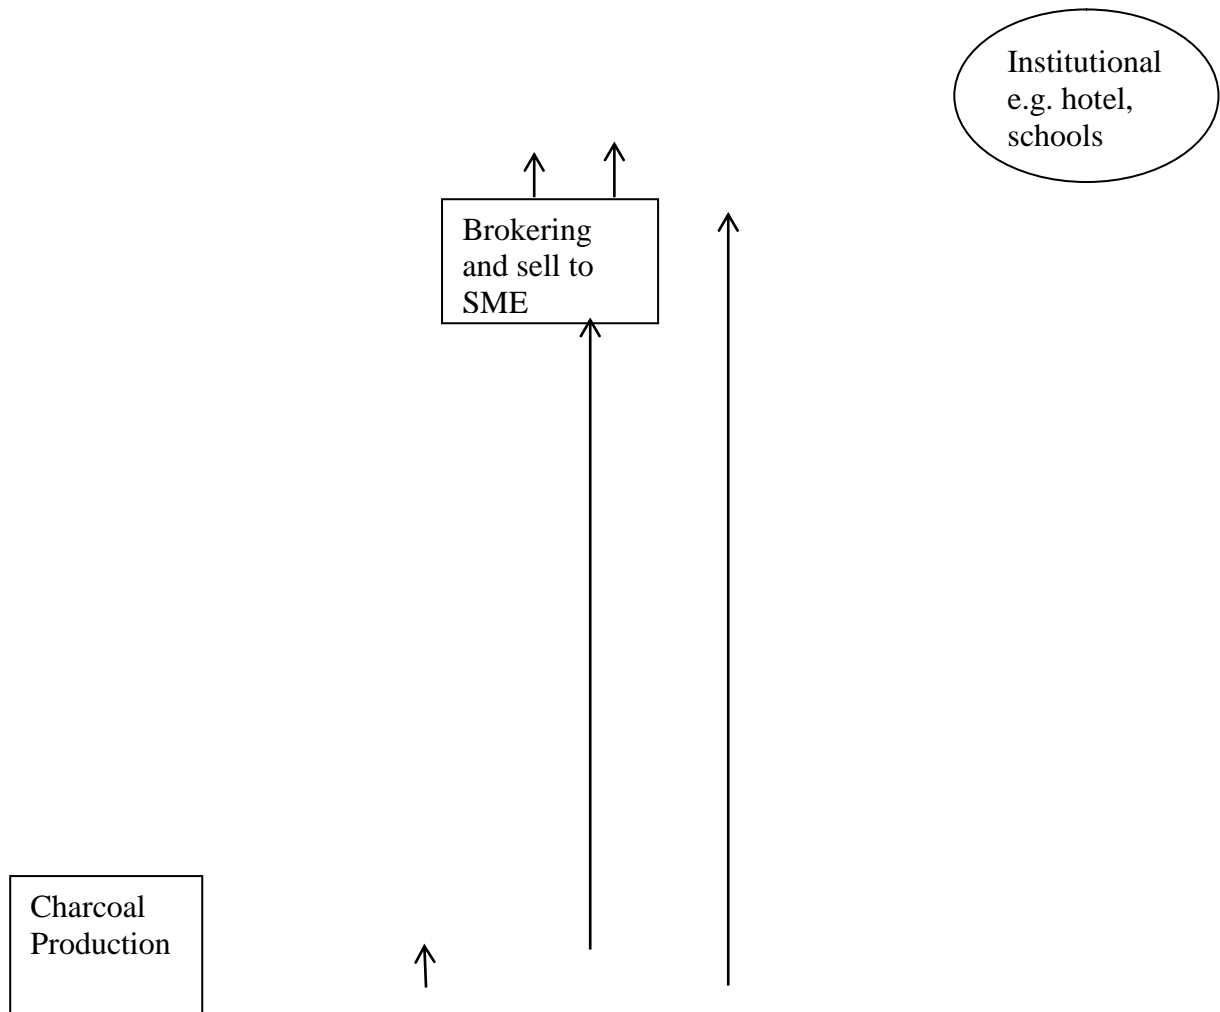 Institutional
e.g. hotel,
schools
Brokering
and sell to
SME
Charcoal
Production